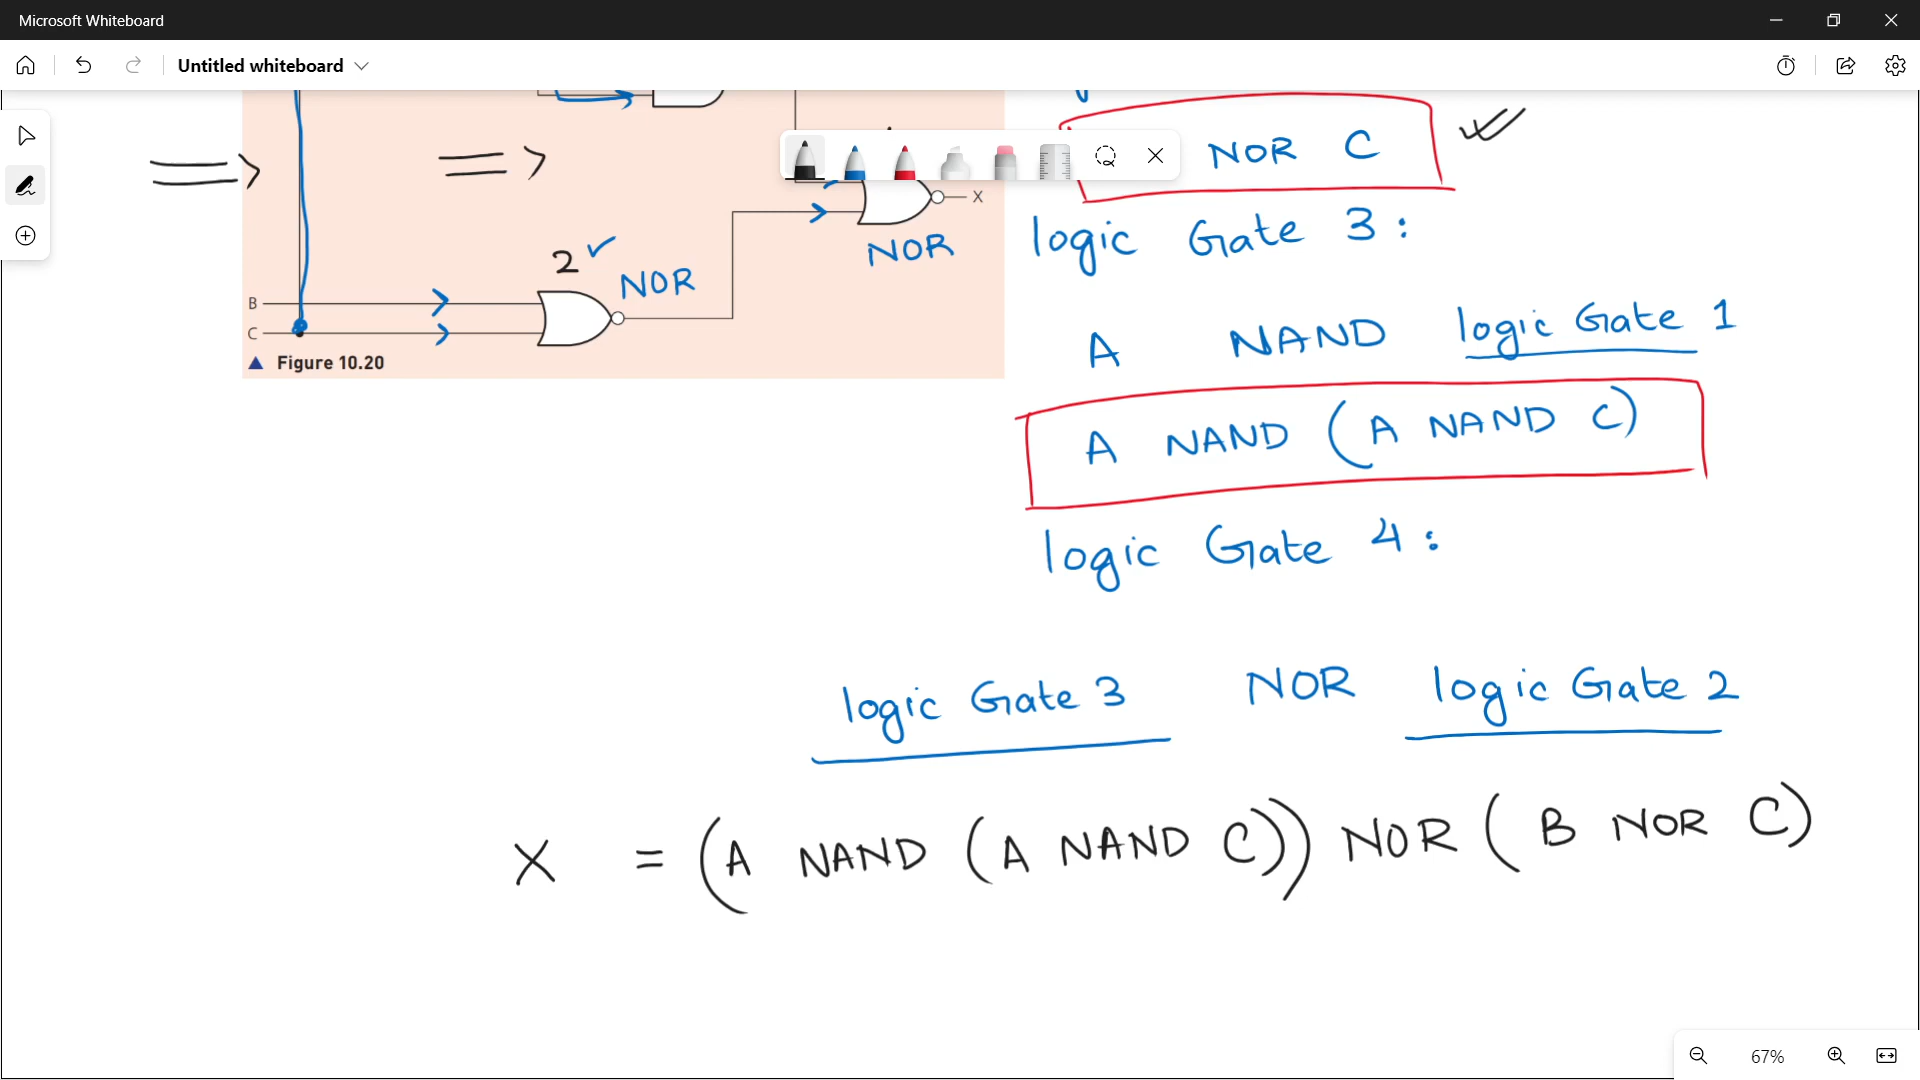 Microsoft Whiteboard
Untitled whiteboard
NOR C
=>
=>
X
logic Gate 3 :
NOR
2
NOR
B
C
▲ Figure 10.20
A NAND logic Gate 1
A NAND (A NAND C)
logic Gate 4 :
logic Gate 3 NOR logic Gate 2
X = (A NAND (A NAND C)) NOR (B NOR C)
67%